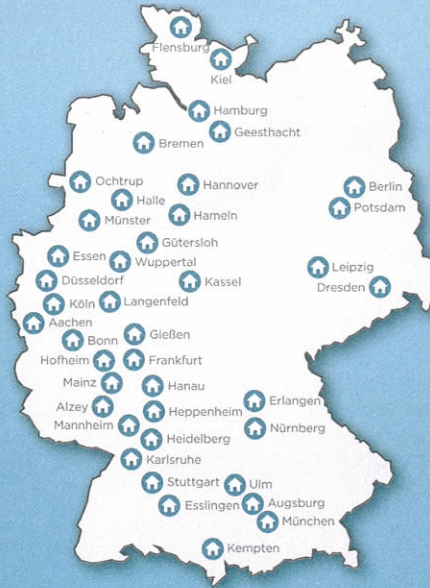 Flensburg
Kiel
Hamburg
Geesthacht
Bremen
Ochtrup
Hannover
Berlin
Halle
Potsdam
Münster
Hameln
Gütersloh
Essen
Wuppertal
Leipzig
Düsseldorf
Kassel
Dresden
Köln
Langenfeld
Aachen
Gießen
Bonn
Hofheim
Frankfurt
Mainz
Hanau
Alzey
Erlangen
Heppenheim
Mannheim
Nürnberg
Heidelberg
Karlsruhe
Stuttgart
Ulm
Esslingen
Augsburg
München
Kempten